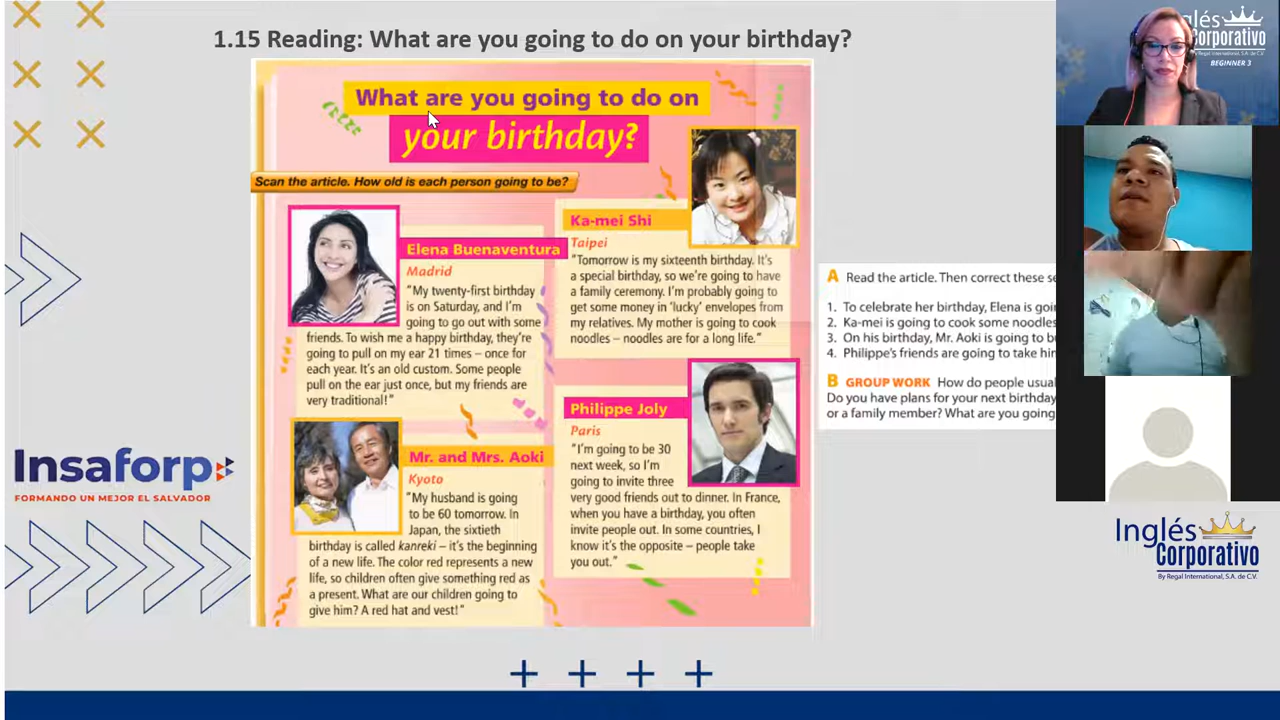 1.15 Reading: What are you going to do on your birthday?
What are you going to do on
your birthday?
Scan the article. How old is each person going to be?
Elena Buenaventura
Madrid
"My twenty-first birthday
is on Saturday, and I'm
going to go out with some
friends. To wish me a happy birthday, they're
going to pull on my ear 21 times – once for
each year. It's an old custom. Some people
pull on the ear just once, but my friends are
very traditional!"
Mr. and Mrs. Aoki
Kyoto
"My husband is going
to be 60 tomorrow. In
Japan, the sixtieth
birthday is called kanreki – it's the beginning
of a new life. The color red represents a new
life, so children often give something red as
a present. What are our children going to
give him? A red hat and vest!"
Ka-mei Shi
Taipei
"Tomorrow is my sixteenth birthday. It's
a special birthday, so we're going to have
a family ceremony. I'm probably going to
get some money in 'lucky' envelopes from
my relatives. My mother is going to cook
noodles – noodles are for a long life."
Philippe Joly
Paris
"I'm going to be 30
next week, so I'm
going to invite three
very good friends out to dinner. In France,
when you have a birthday, you often
invite people out. In some countries, I
know it's the opposite – people take
you out."
A Read the article. Then correct these se
1. To celebrate her birthday, Elena is goi
2. Ka-mei is going to cook some noodles
3. On his birthday, Mr. Aoki is going to b
4. Philippe's friends are going to take hi
B GROUP WORK How do people usua
Do you have plans for your next birthday
or a family member? What are you going
Insaforp
FORMANDO UN MEJOR EL SALVADOR
glés
Corporativo
By Regal International, S.A. de C.V.
BEGINNER 3
Inglés
Corporativo
By Regal International, S.A. de C.V.